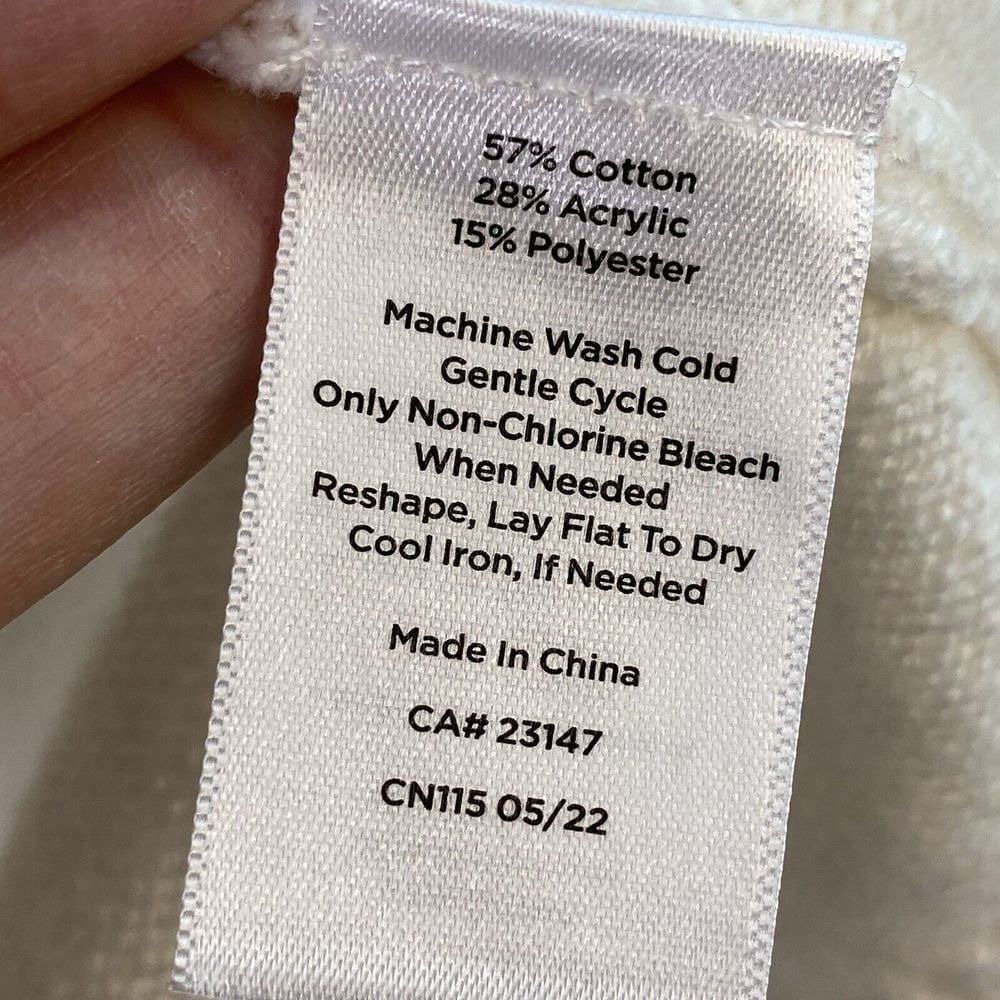 57% Cotton
28% Acrylic
15% Polyester
Machine Wash Cold
Gentle Cycle
Only Non-Chlorine Bleach
When Needed
Reshape, Lay Flat To Dry
Cool Iron, If Needed
Made In China
CA# 23147
CN115 05/22